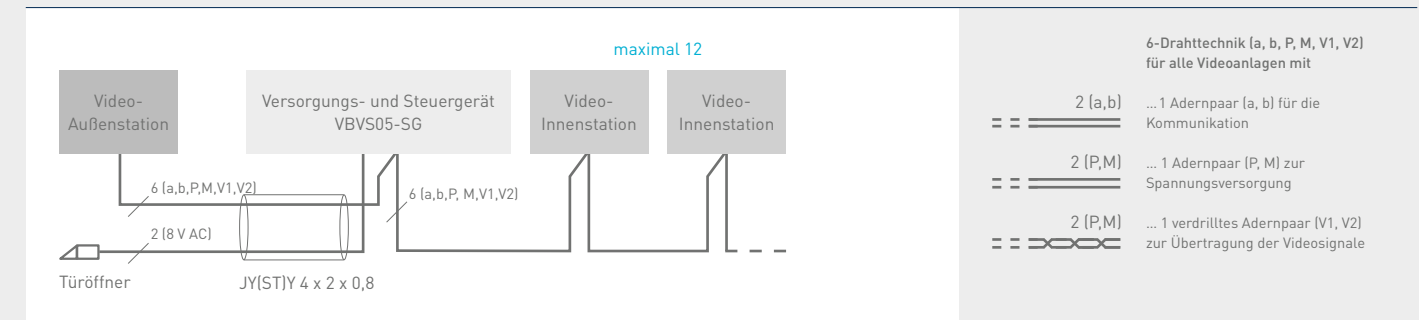 maximal 12
Video-
Außenstation
Versorgungs- und Steuergerät
VBVS05-SG
Video-
Innenstation
Video-
Innenstation
6 (a,b,P,M,V1,V2)
6 (a,b,P, M,V1,V2)
2 (8 V AC)
Türöffner
JY(ST)Y 4 x 2 x 0,8
6-Drahttechnik (a, b, P, M, V1, V2)
für alle Videoanlagen mit
2 (a,b)
... 1 Adernpaar (a, b) für die
Kommunikation
2 (P,M)
... 1 Adernpaar (P, M) zur
Spannungsversorgung
2 (P,M)
... 1 verdrilltes Adernpaar (V1, V2)
zur Übertragung der Videosignale